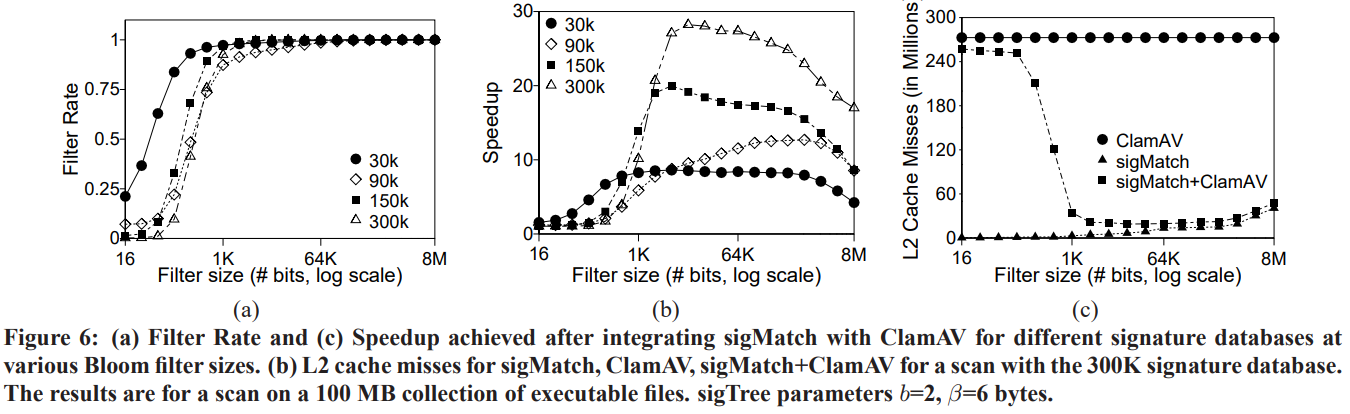 Filter Rate
1
0.75
0.5
0.25
0
30k
90k
150k
300k
16 1K 64K 8M
Filter size (# bits, log scale)
(a)
Speedup
30
20
10
0
30k
90k
150k
300k
16 1K 64K 8M
Filter size (# bits, log scale)
(b)
L2 Cache Misses (in Millions
300
240
180
120
60
0
ClamAV
sigMatch
sigMatch+ClamAV
16 1K 64K 8M
Filter size (# bits, log scale)
(c)
Figure 6: (a) Filter Rate and (c) Speedup achieved after integrating sigMatch with ClamAV for different signature databases at
various Bloom filter sizes. (b) L2 cache misses for sigMatch, ClamAV, sigMatch+ClamAV for a scan with the 300K signature database.
The results are for a scan on a 100 MB collection of executable files. sigTree parameters b=2, β=6 bytes.